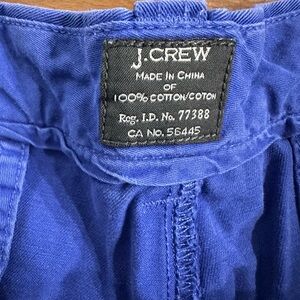 J.CREW
MADE IN CHINA
OF
100% COTTON/COTON
Reg. I.D. No. 77388
CA NO. 56445